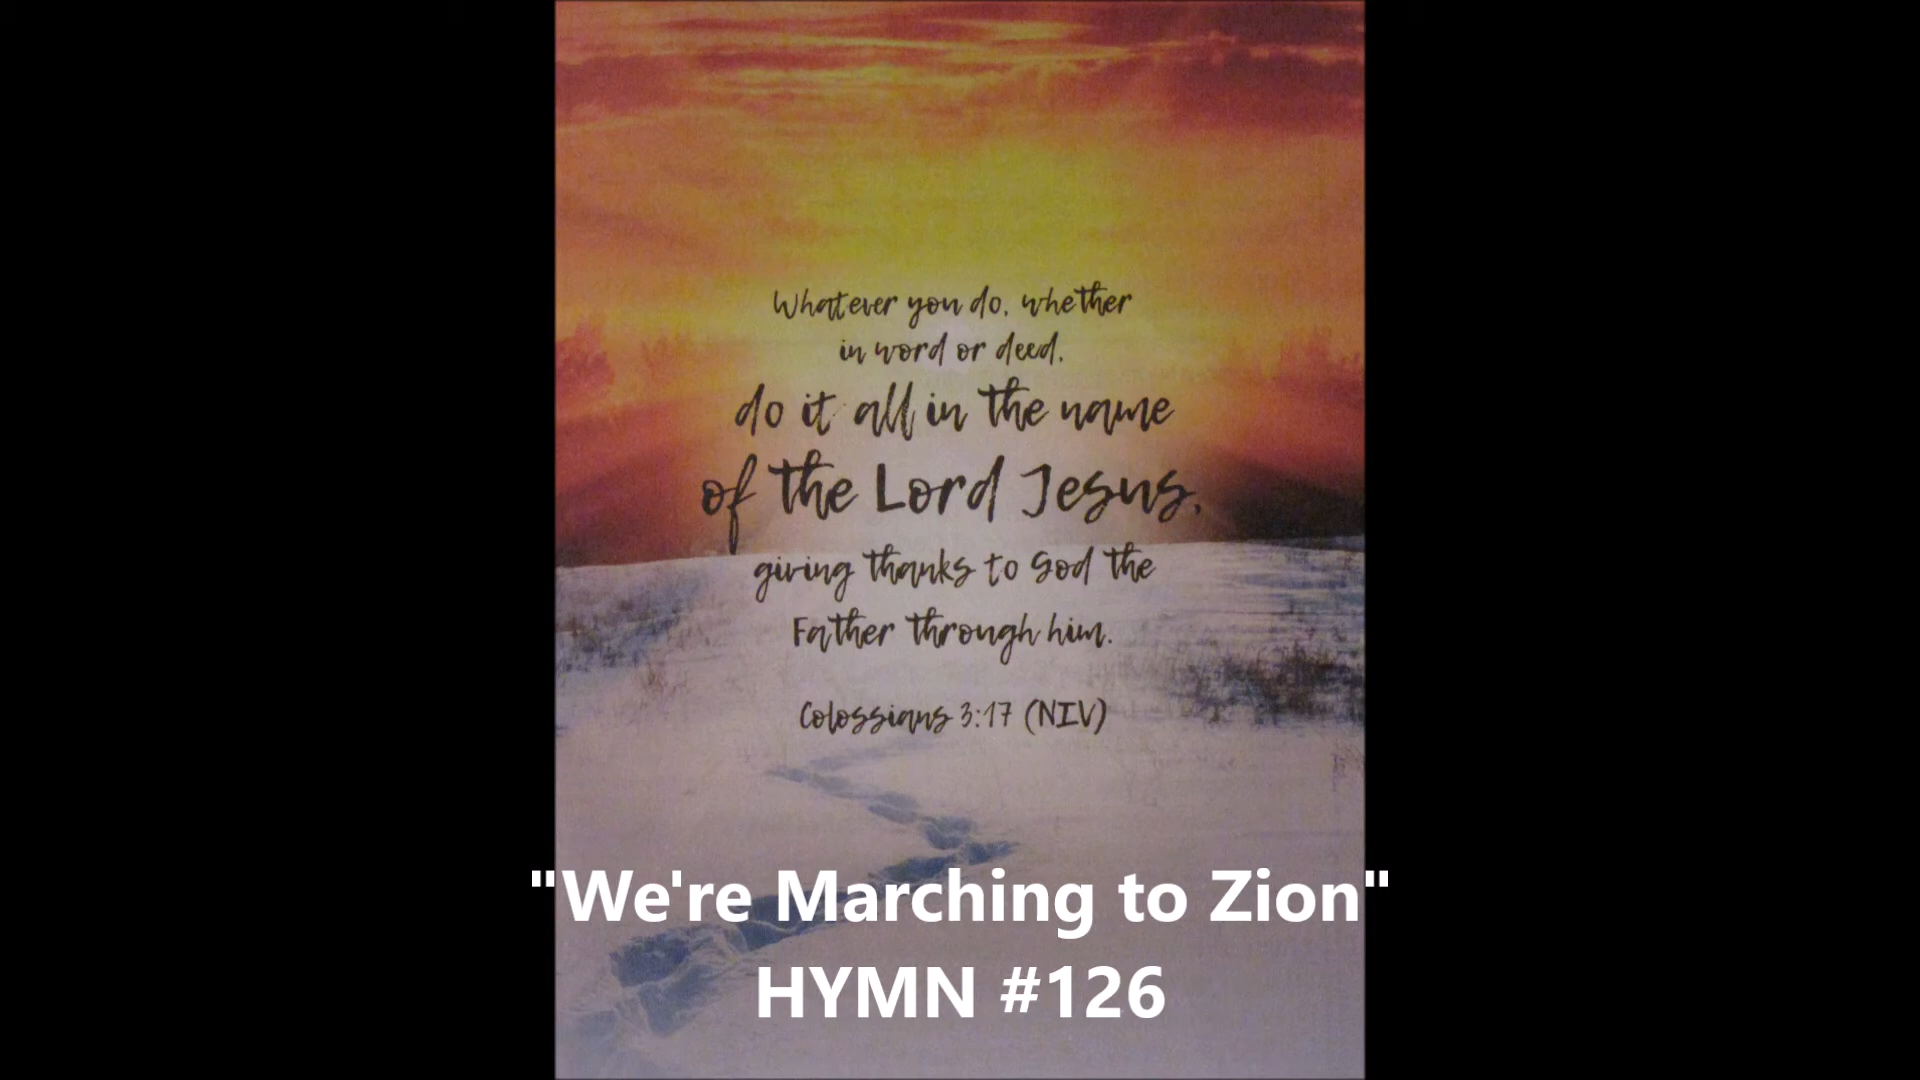 Whatever you do, whether
in word or deed,
do it all in the name
of the Lord Jesus,
giving thanks to God the
Father through him.
Colossians 3:17 (NIV)
"We're Marching to Zion"
HYMN #126